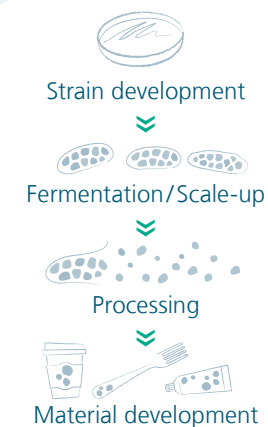 Strain development
Fermentation/Scale-up
Processing
Material development